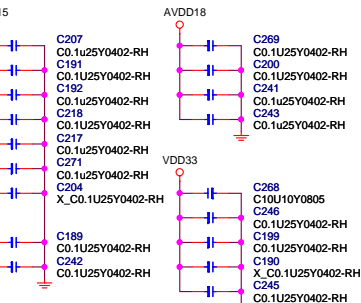 15
C207
C0.1u25Y0402-RH
C191
C0.1U25Y0402-RH
C192
C0.1u25Y0402-RH
C218
C0.1U25Y0402-RH
C217
C0.1u25Y0402-RH
C271
C0.1u25Y0402-RH
C204
X_C0.1U25Y0402-RH
C189
C0.1U25Y0402-RH
C242
C0.1U25Y0402-RH
AVDD18
C269
C0.1U25Y0402-RH
C200
C0.1U25Y0402-RH
C241
C0.1u25Y0402-RH
C243
C0.1u25Y0402-RH
VDD33
C268
C10U10Y0805
C246
C0.1U25Y0402-RH
C199
C0.1U25Y0402-RH
C190
X_C0.1U25Y0402-RH
C245
C0.1U25Y0402-RH